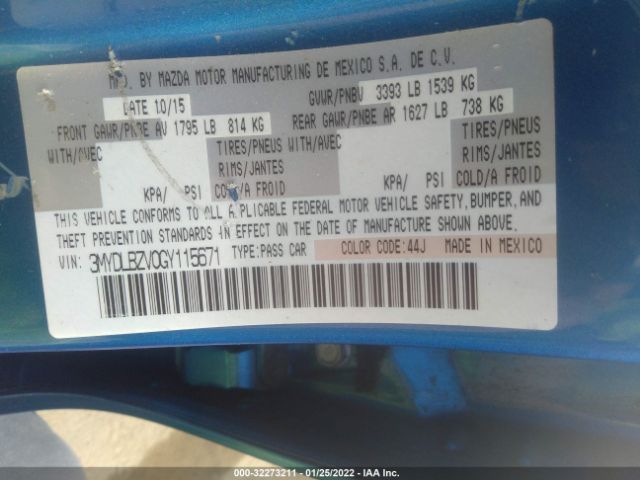 MFD. BY MAZDA MOTOR MANUFACTURING DE MEXICO S.A. DE C.V.
DATE 10/15 GVWR/PNBV 3393 LB 1539 KG
FRONT GAWR/PNBE AV 1795 LB 814 KG REAR GAWR/PNBE AR 1627 LB 738 KG
WITH/AVEC TIRES/PNEUS WITH/AVEC TIRES/PNEUS
RIMS/JANTES RIMS/JANTES
KPA/ PSI COLD/A FROID KPA/ PSI COLD/A FROID
THIS VEHICLE CONFORMS TO ALL APPLICABLE FEDERAL MOTOR VEHICLE SAFETY, BUMPER, AND
THEFT PREVENTION STANDARDS IN EFFECT ON THE DATE OF MANUFACTURE SHOWN ABOVE.
VIN: 3MYDLBZV0GY115671 TYPE:PASS CAR COLOR CODE:44J MADE IN MEXICO
000-32273211 - 01/25/2022 - IAA Inc.